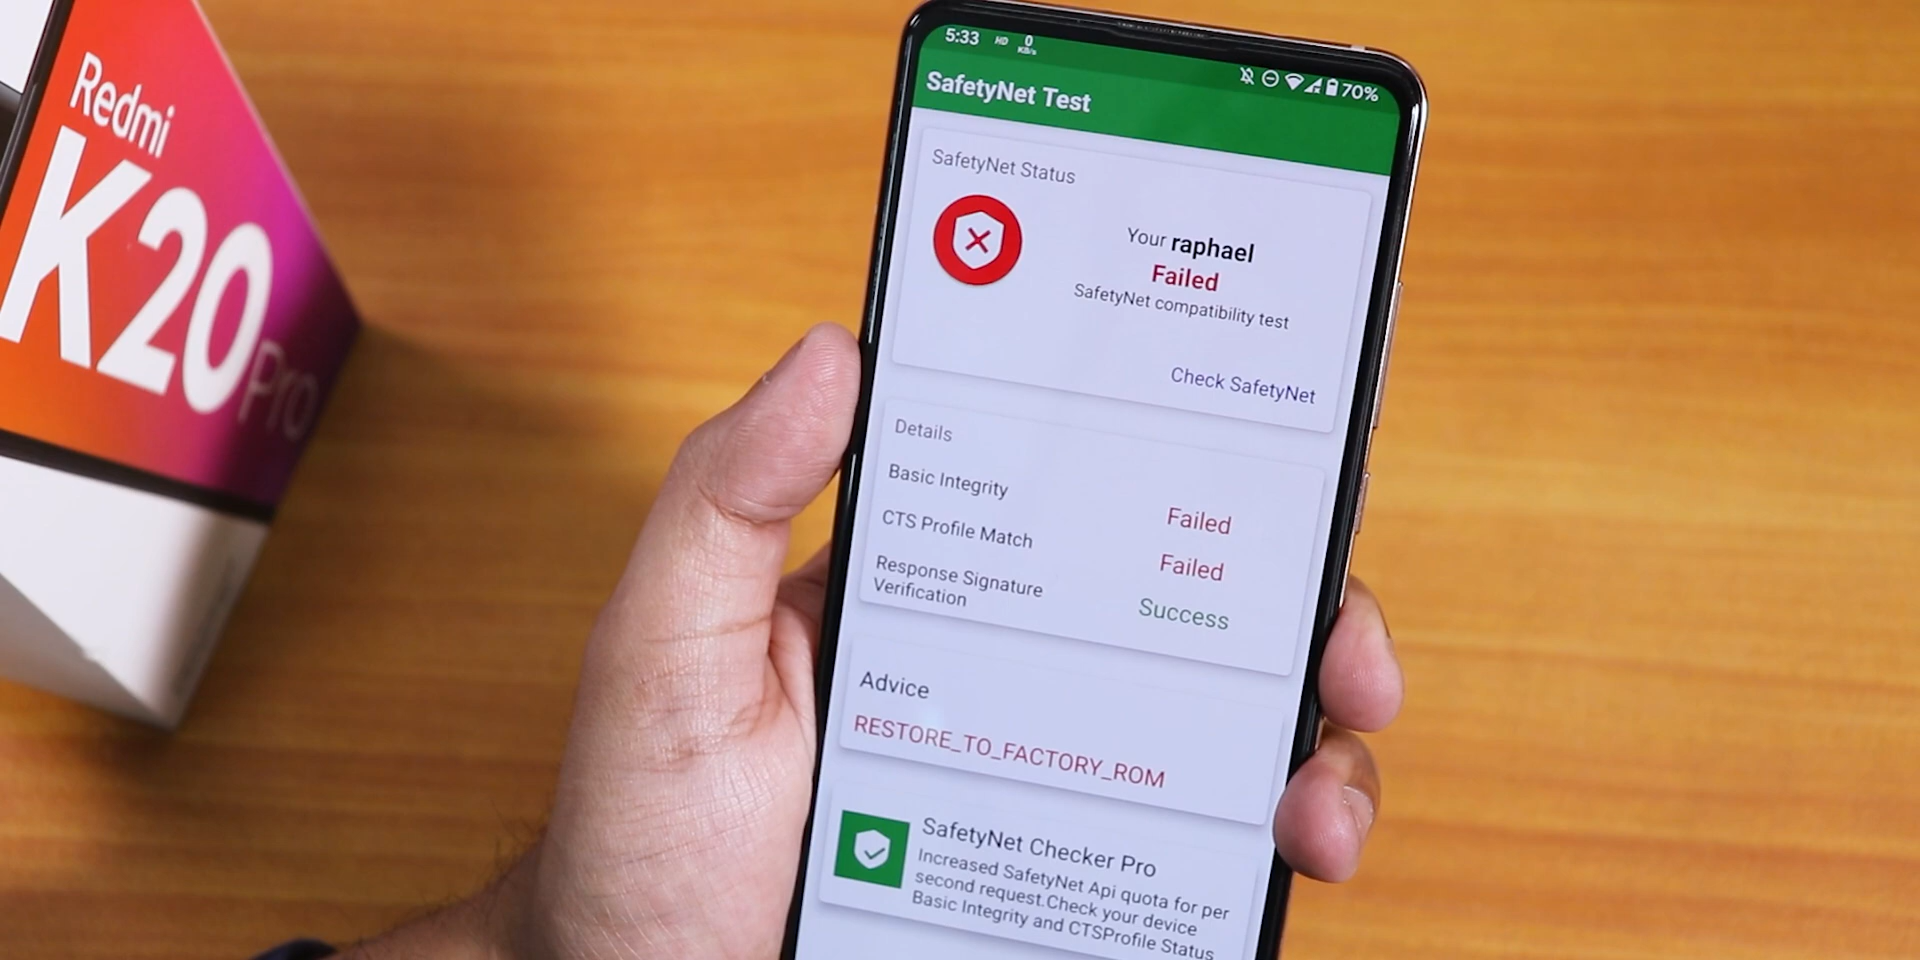 Redmi
K20
Pro
5:33 HD 0
KB/s
70%
SafetyNet Test
SafetyNet Status
Your raphael
Failed
SafetyNet compatibility test
Check SafetyNet
Details
Basic Integrity Failed
CTS Profile Match Failed
Response Signature
Verification
Success
Advice
RESTORE_TO_FACTORY_ROM
SafetyNet Checker Pro
Increased SafetyNet Api quota for per
second request.Check your device
Basic Integrity and CTSProfile Status